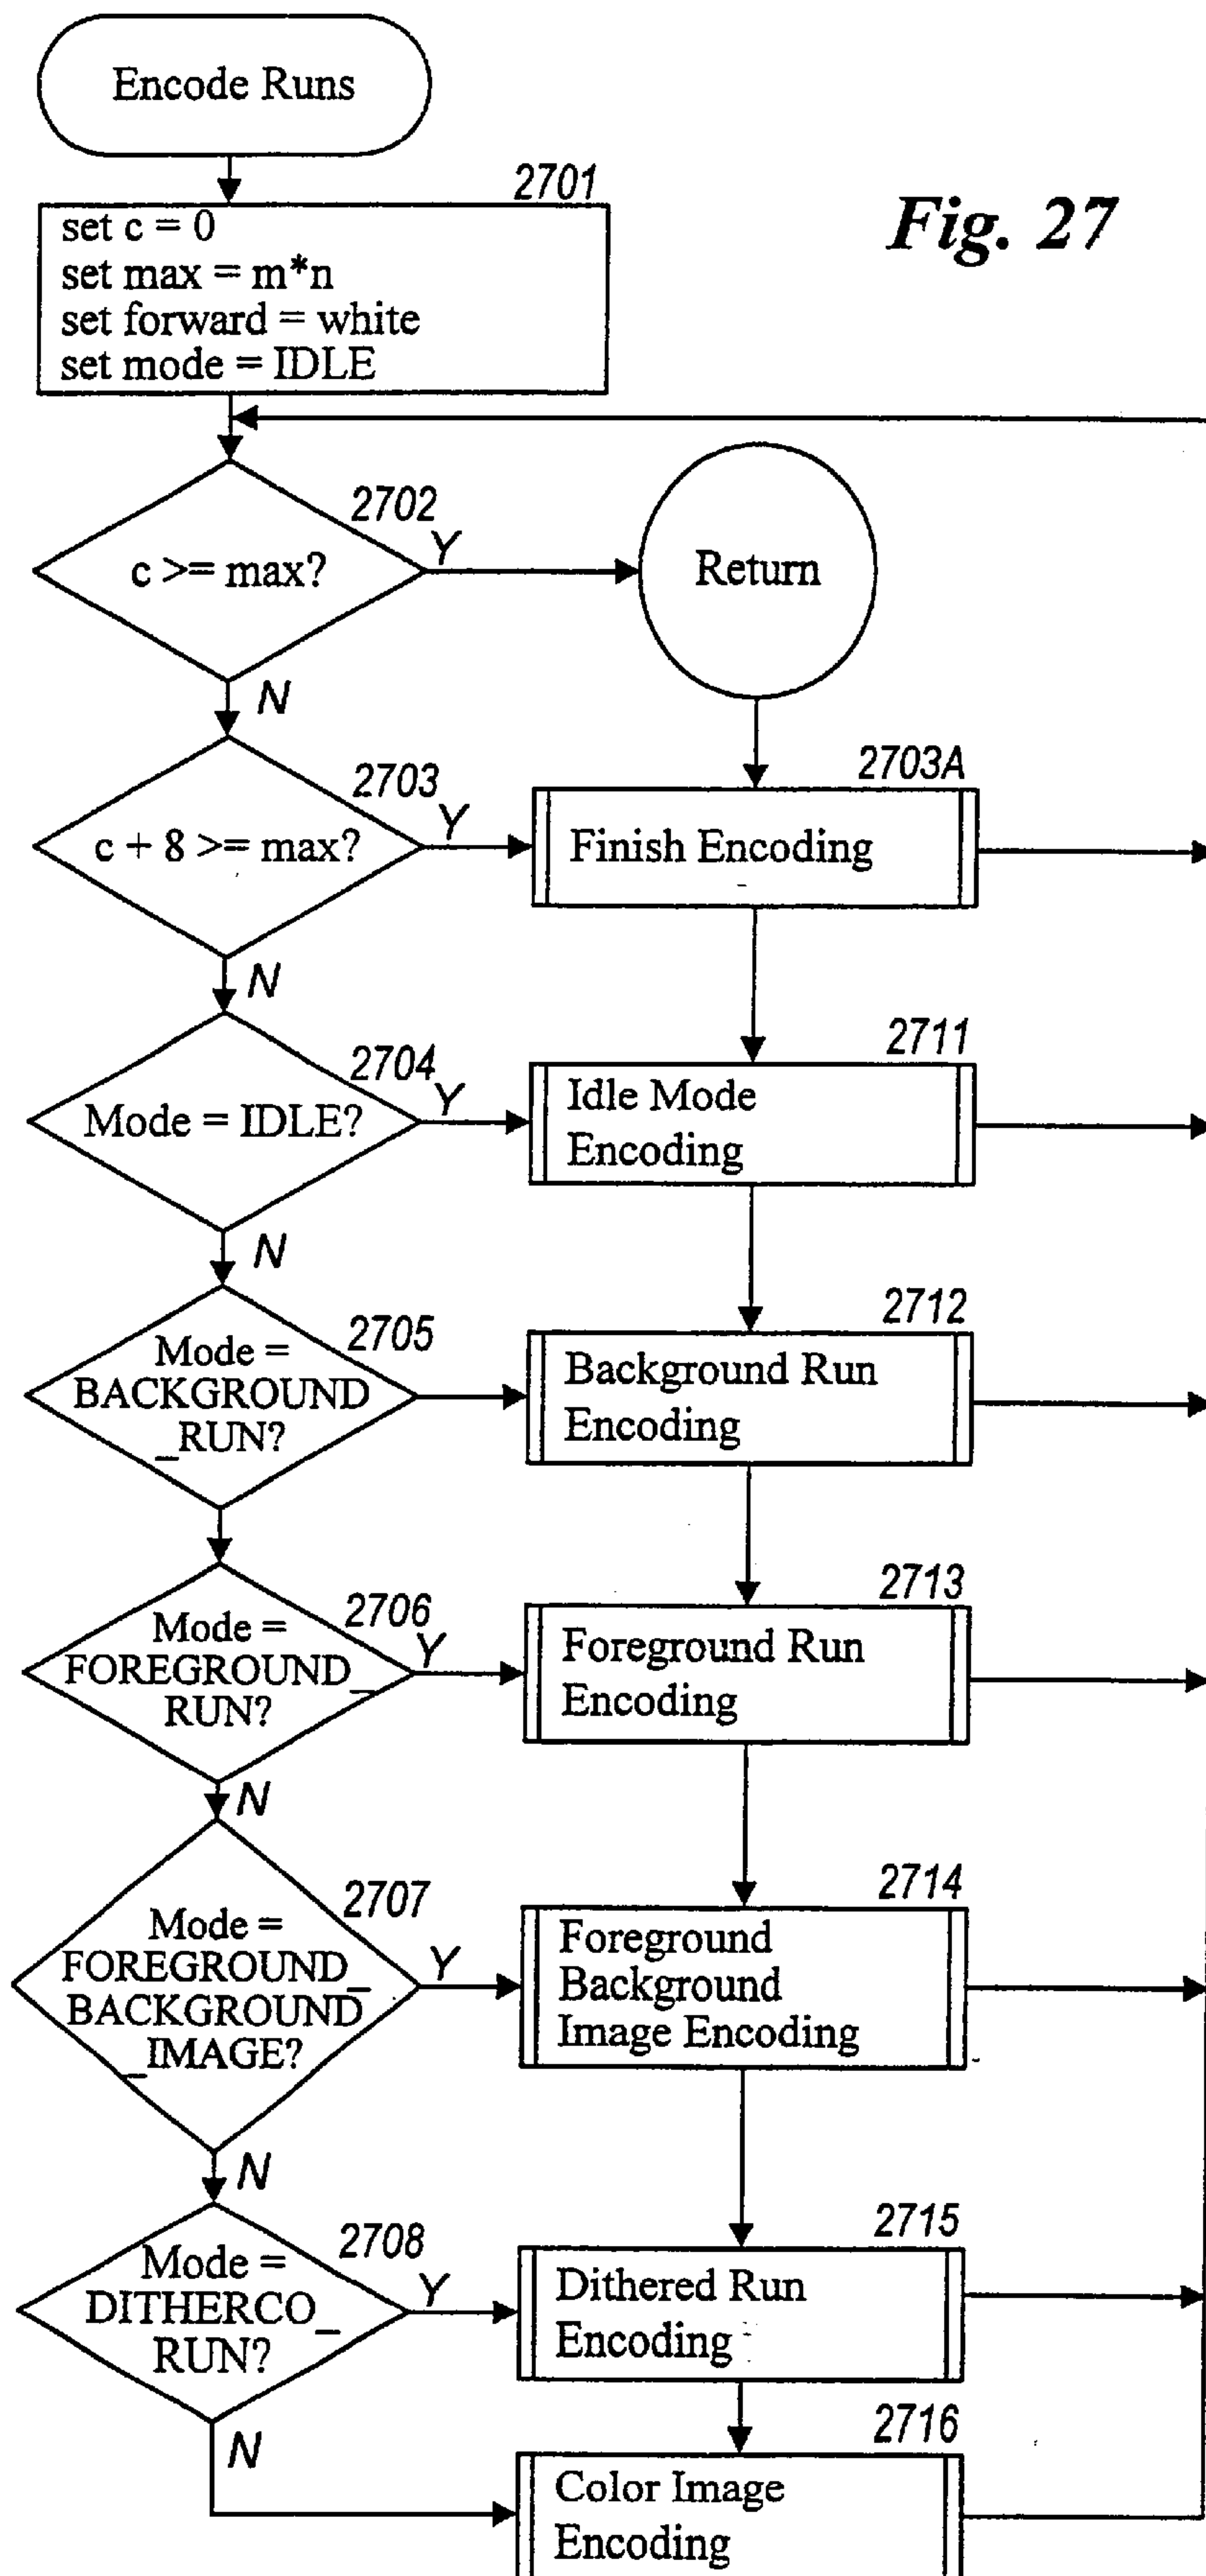 Encode Runs
2701
Fig. 27
set c = 0
set max = m*n
set forward = white
set mode = IDLE
2702
c >= max?
Y
Return
N
2703
c + 8 >= max?
Y
2703A
Finish Encoding
N
2704
Mode = IDLE?
Y
2711
Idle Mode
Encoding
N
2705
Mode =
BACKGROUND
_RUN?
2712
Background Run
Encoding
2706
Mode =
FOREGROUND_
RUN?
Y
2713
Foreground Run
Encoding
N
2707
Mode =
FOREGROUND_
BACKGROUND
_IMAGE?
Y
2714
Foreground
Background
Image Encoding
N
2708
Mode =
DITHERCO_
RUN?
Y
2715
Dithered Run
Encoding
N
2716
Color Image
Encoding